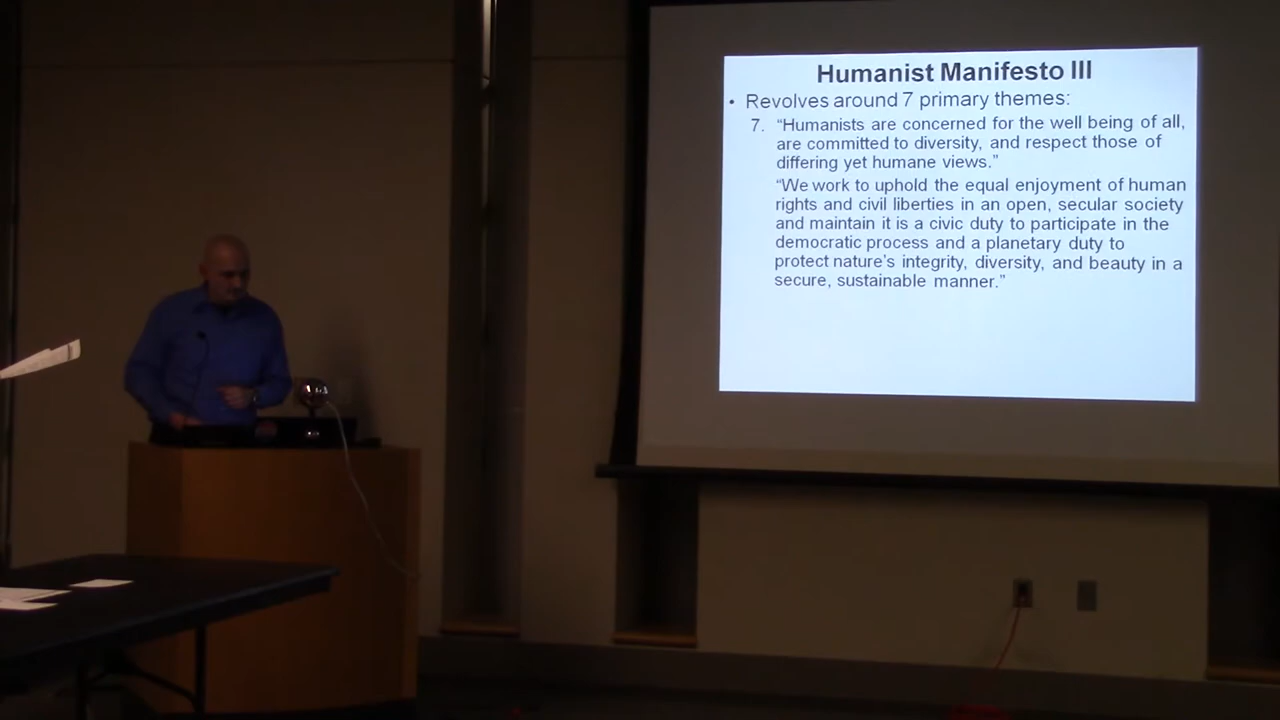 Humanist Manifesto III
• Revolves around 7 primary themes:
7. “Humanists are concerned for the well being of all,
are committed to diversity, and respect those of
differing yet humane views.”
“We work to uphold the equal enjoyment of human
rights and civil liberties in an open, secular society
and maintain it is a civic duty to participate in the
democratic process and a planetary duty to
protect nature’s integrity, diversity, and beauty in a
secure, sustainable manner.”